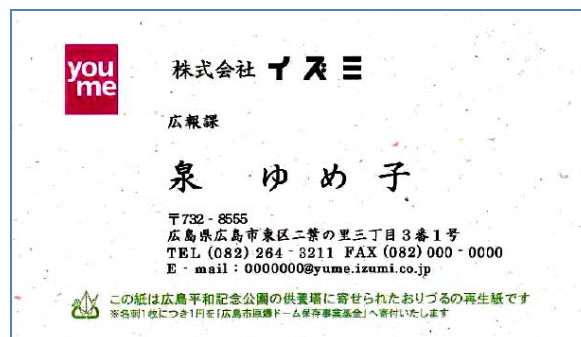 you
me
株式会社 イズミ
広報課
泉 ゆめ子
〒732-8555
広島県広島市東区二葉の里三丁目3番1号
TEL (082) 264-3211 FAX (082) 000-0000
E-mail:0000000@yume.izumi.co.jp
この紙は広島平和記念公園の供養塔に寄せられたおりづるの再生紙です
※名刺1枚につき1円を「広島市原爆ドーム保存事業基金」へ寄付いたします